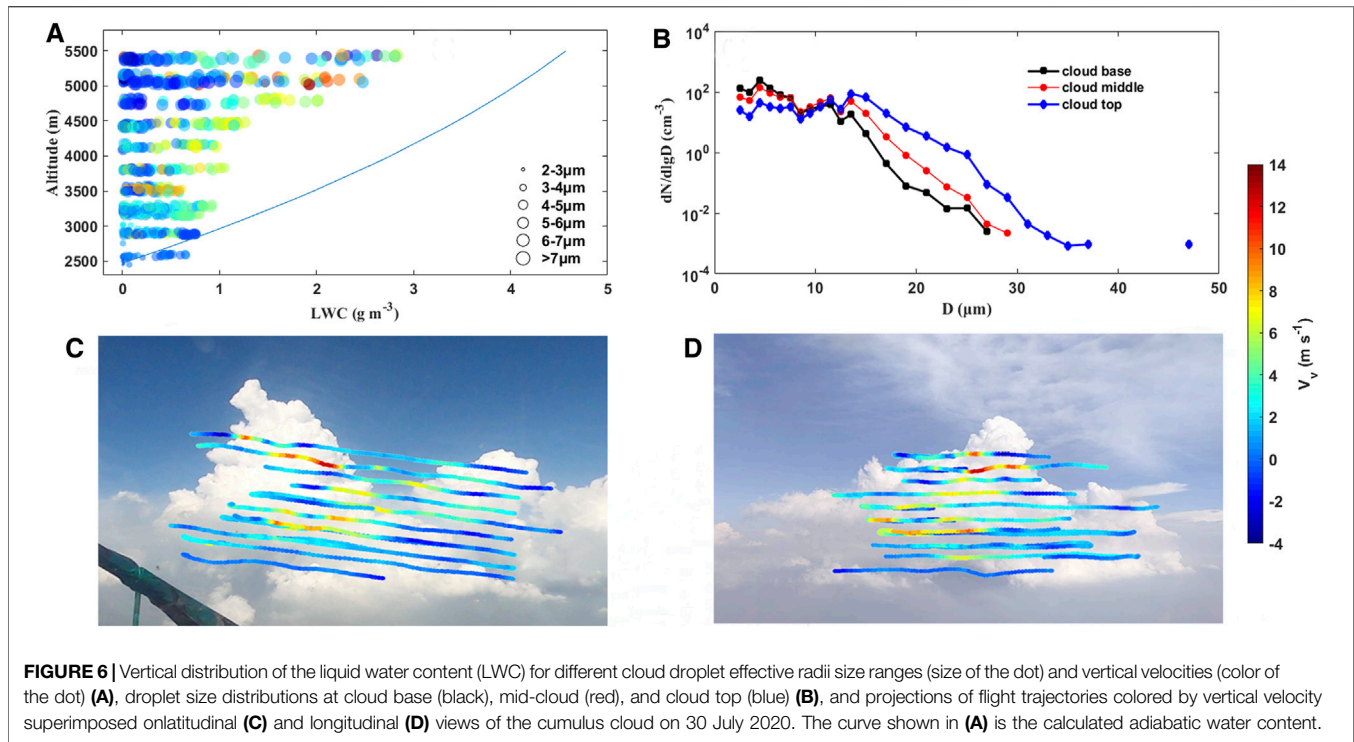 A
5500
5000
4500
4000
3500
3000
2500
Altitude (m)
0 1 2 3 4 5
LWC (g m⁻³)
2-3μm
3-4μm
4-5μm
5-6μm
6-7μm
>7μm
B
10⁴
10²
10⁰
10⁻²
10⁻⁴
dN/dlgD (cm⁻³)
0 10 20 30 40 50
D (μm)
cloud base
cloud middle
cloud top
C
D
14
12
10
8
6
4
2
0
-2
-4
Vᵥ (m s⁻¹)
FIGURE 6 | Vertical distribution of the liquid water content (LWC) for different cloud droplet effective radii size ranges (size of the dot) and vertical velocities (color of
the dot) (A), droplet size distributions at cloud base (black), mid-cloud (red), and cloud top (blue) (B), and projections of flight trajectories colored by vertical velocity
superimposed onlatitudinal (C) and longitudinal (D) views of the cumulus cloud on 30 July 2020. The curve shown in (A) is the calculated adiabatic water content.